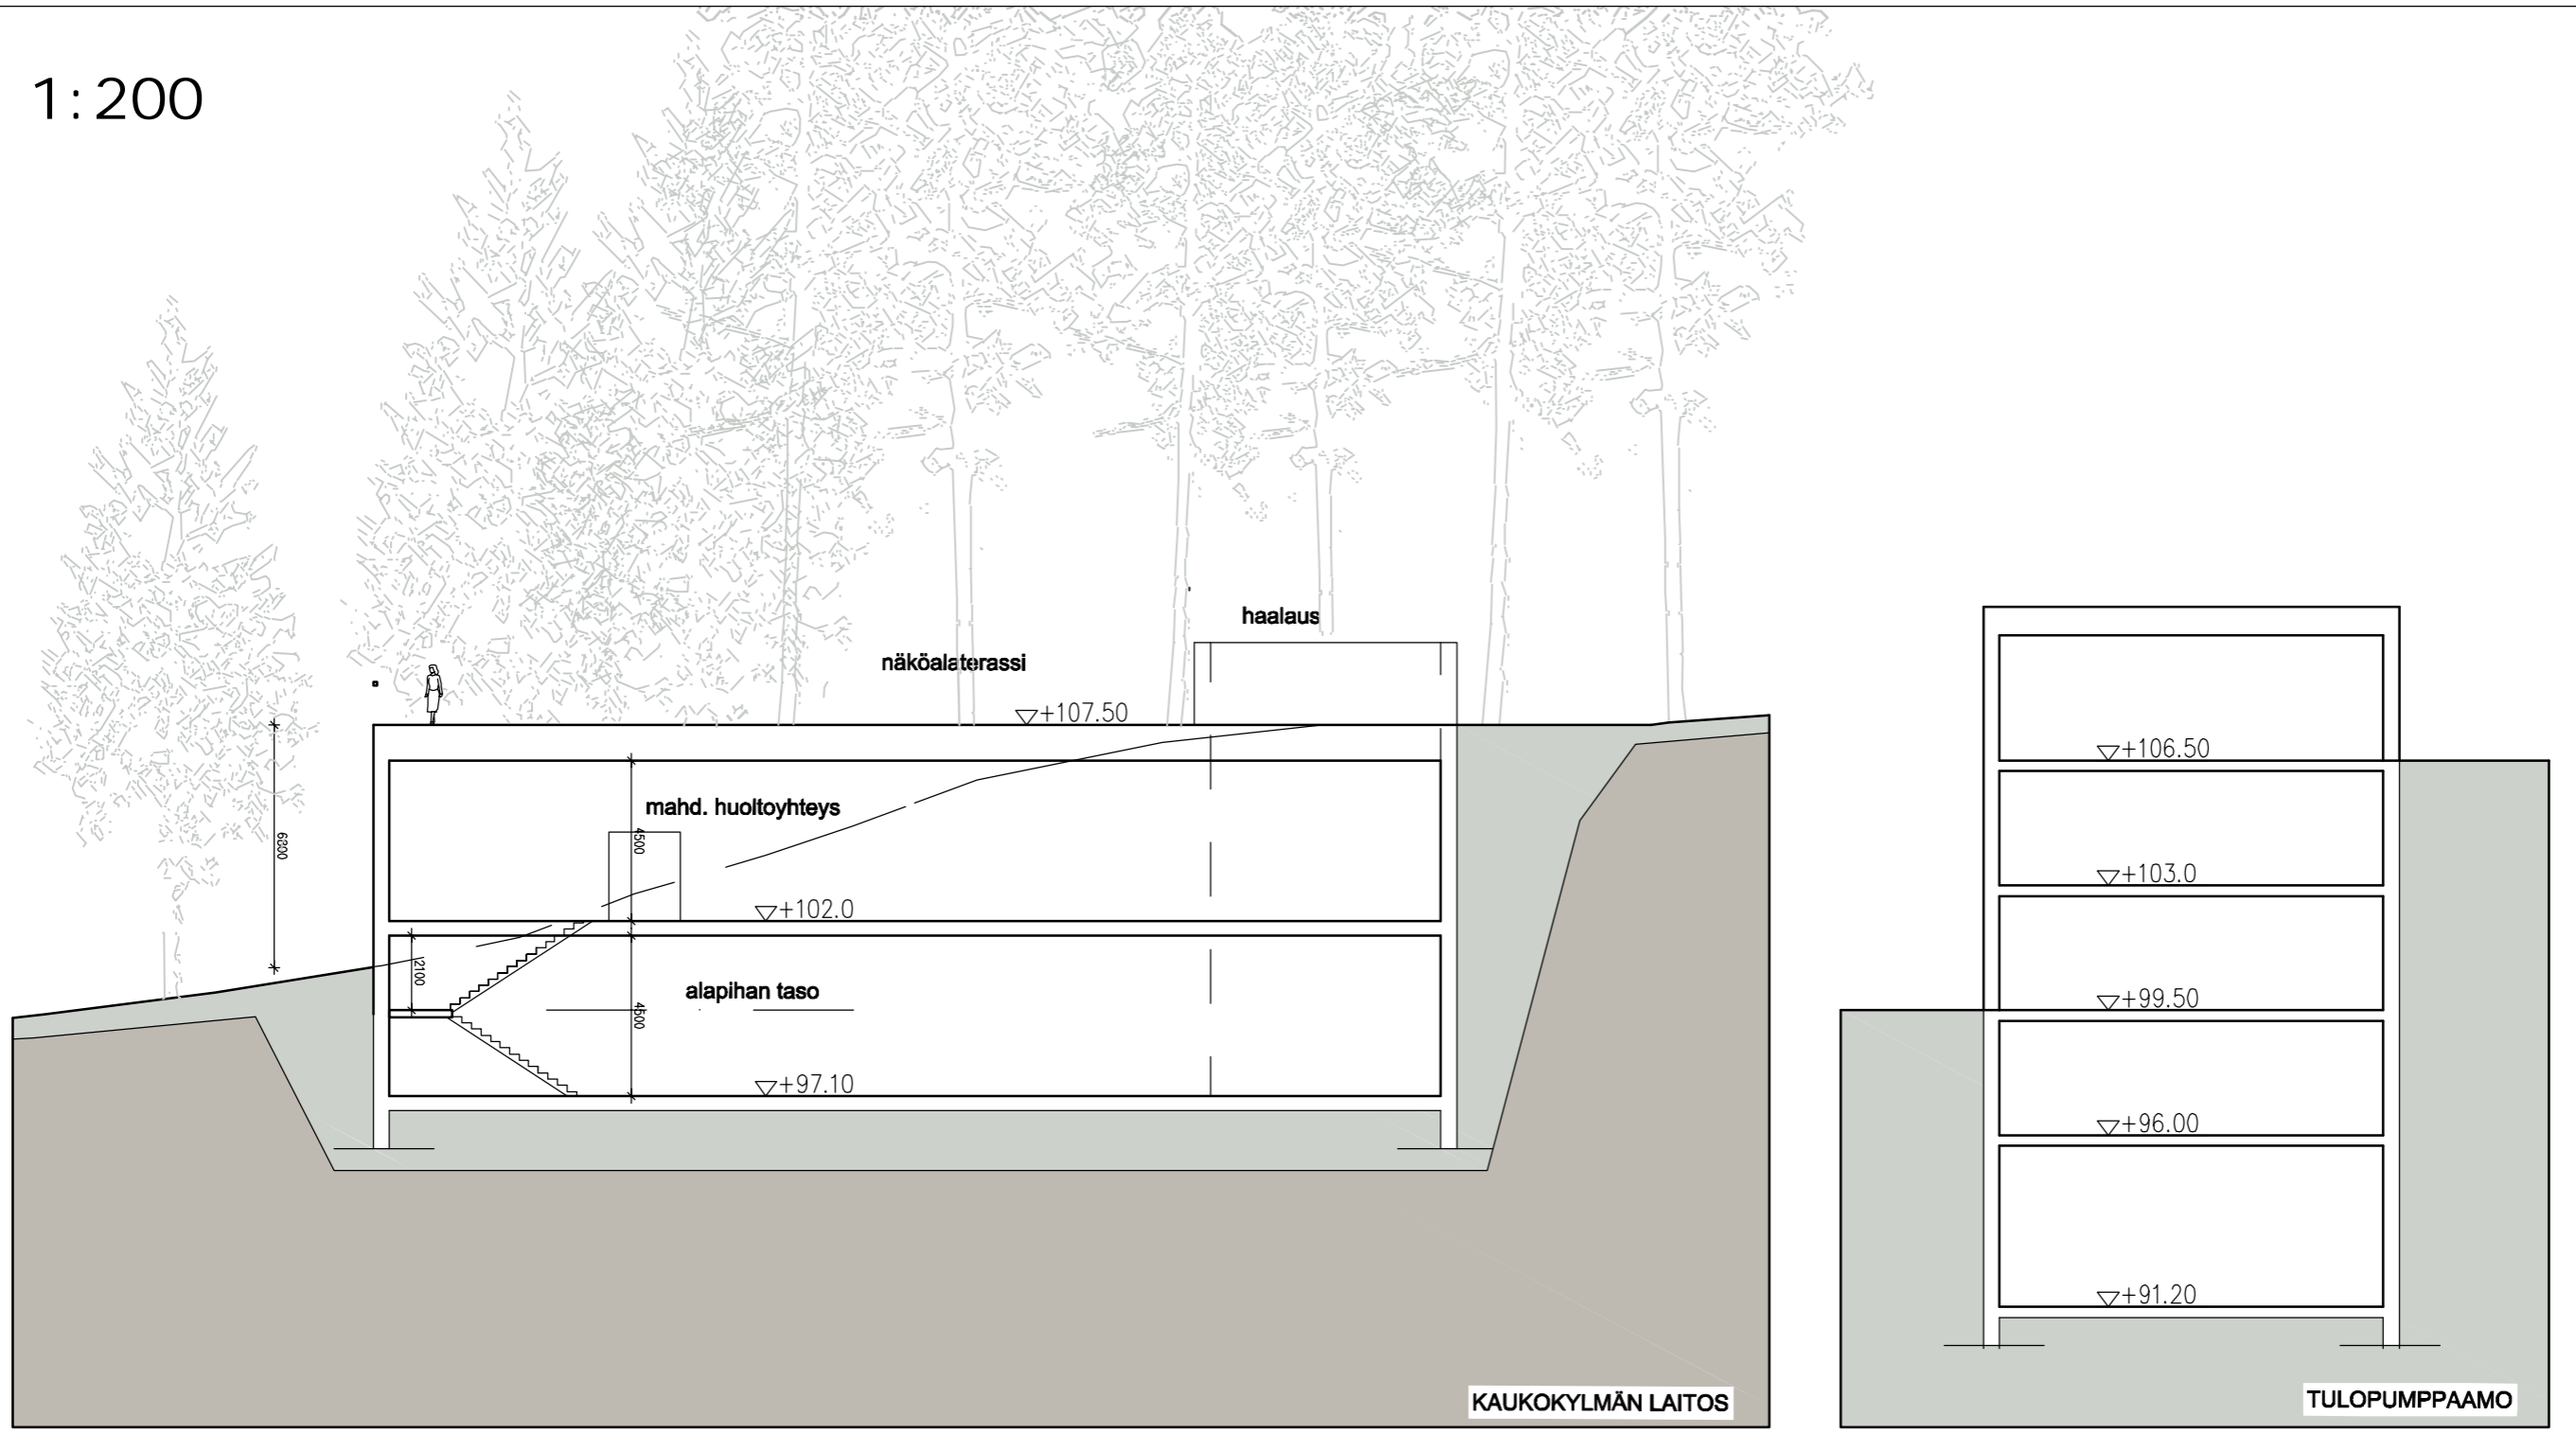 1:200
haalaus
näköalaterassi
+107.50
6800
mahd. huoltoyhteys
4500
+102.0
2100
alapihan taso
4500
+97.10
KAUKOKYLMÄN LAITOS
+106.50
+103.0
+99.50
+96.00
+91.20
TULOPUMPPAAMO